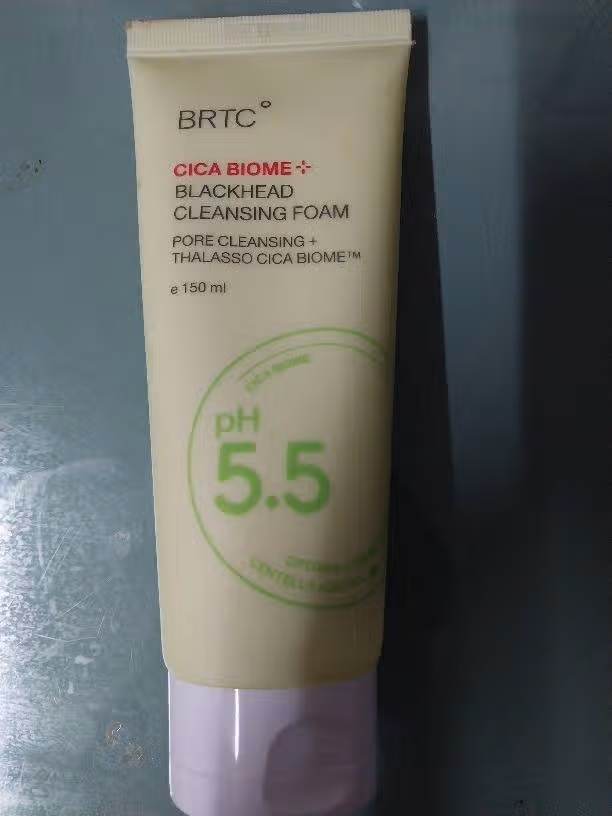 BRTC°
CICA BIOME +
BLACKHEAD
CLEANSING FOAM
PORE CLEANSING +
THALASSO CICA BIOME™
e 150 ml
CICA BIOME
pH
5.5